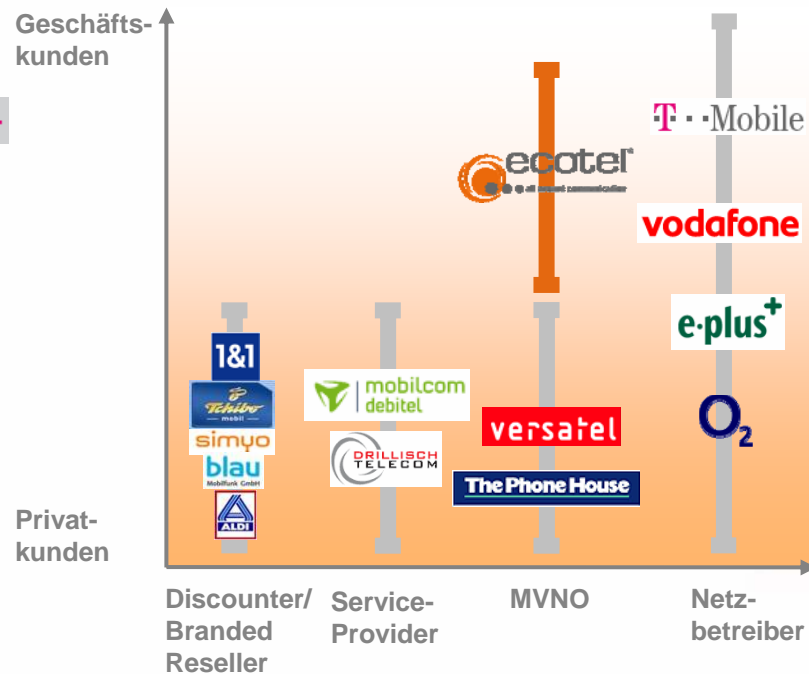 Geschäfts-
kunden
T··Mobile
ecotel
vodafone
e·plus+
1&1
Tchibo
mobil
simyo
blau
Mobilfunk GmbH
ALDI
mobilcom
debitel
DRILLISCH
TELECOM
versatel
The Phone House
O2
Privat-
kunden
Discounter/
Branded
Reseller
Service-
Provider
MVNO
Netz-
betreiber